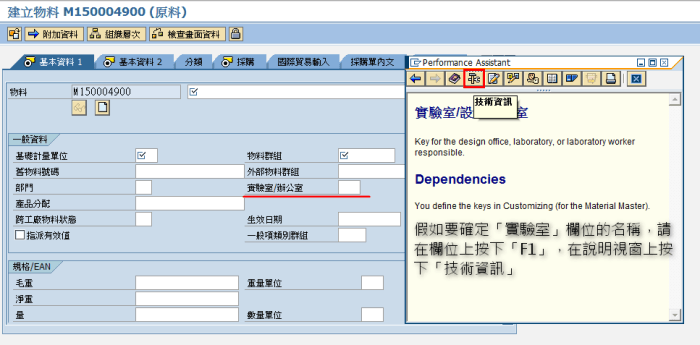 建立物料 M150004900 (原料)
附加資料 組織層次 檢查畫面資料
基本資料 1 基本資料 2 分類 採購 國際貿易輸入 採購單內文
物料 M150004900
一般資料
基礎計量單位 物料群組
舊物料號碼 外部物料群組
部門 實驗室/辦公室
產品分配
跨工廠物料狀態 生效日期
指派有效值 一般項類別群組
規格/EAN
毛重 重量單位
淨重
量 數量單位
Performance Assistant
技術資訊
實驗室/設 室
Key for the design office, laboratory, or laboratory worker
responsible.
Dependencies
You define the keys in Customizing (for the Material Master).
假如要確定「實驗室」欄位的名稱，請
在欄位上按下「F1」，在說明視窗上按
下「技術資訊」